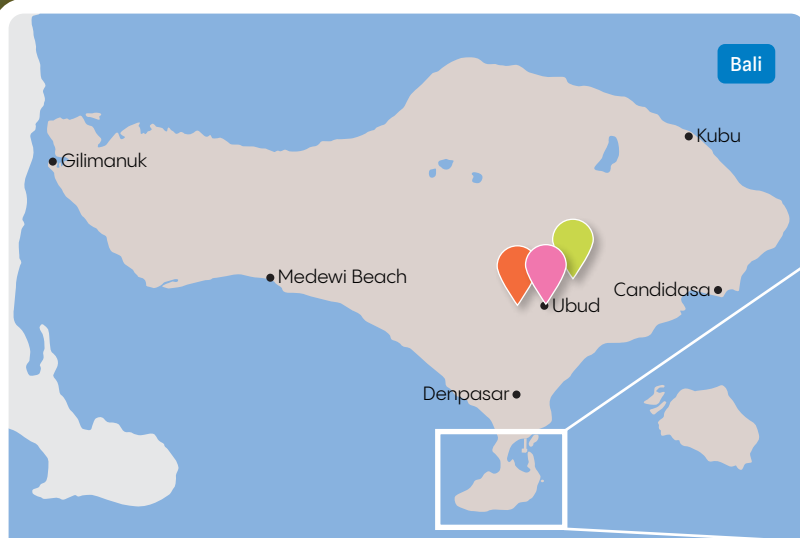 Bali
Kubu
Gilimanuk
Medewi Beach
Candidasa
Ubud
Denpasar